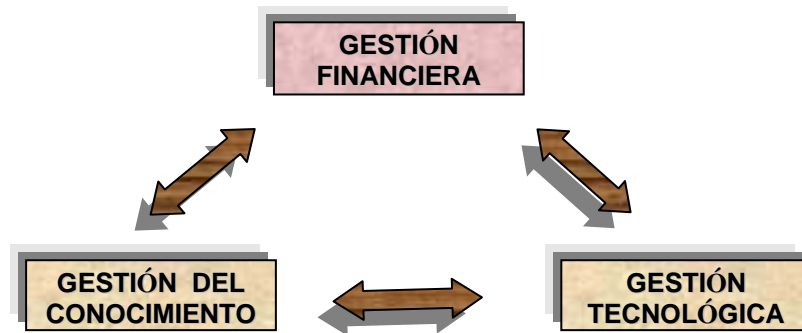 GESTIÓN
FINANCIERA
GESTIÓN DEL
CONOCIMIENTO
GESTIÓN
TECNOLÓGICA